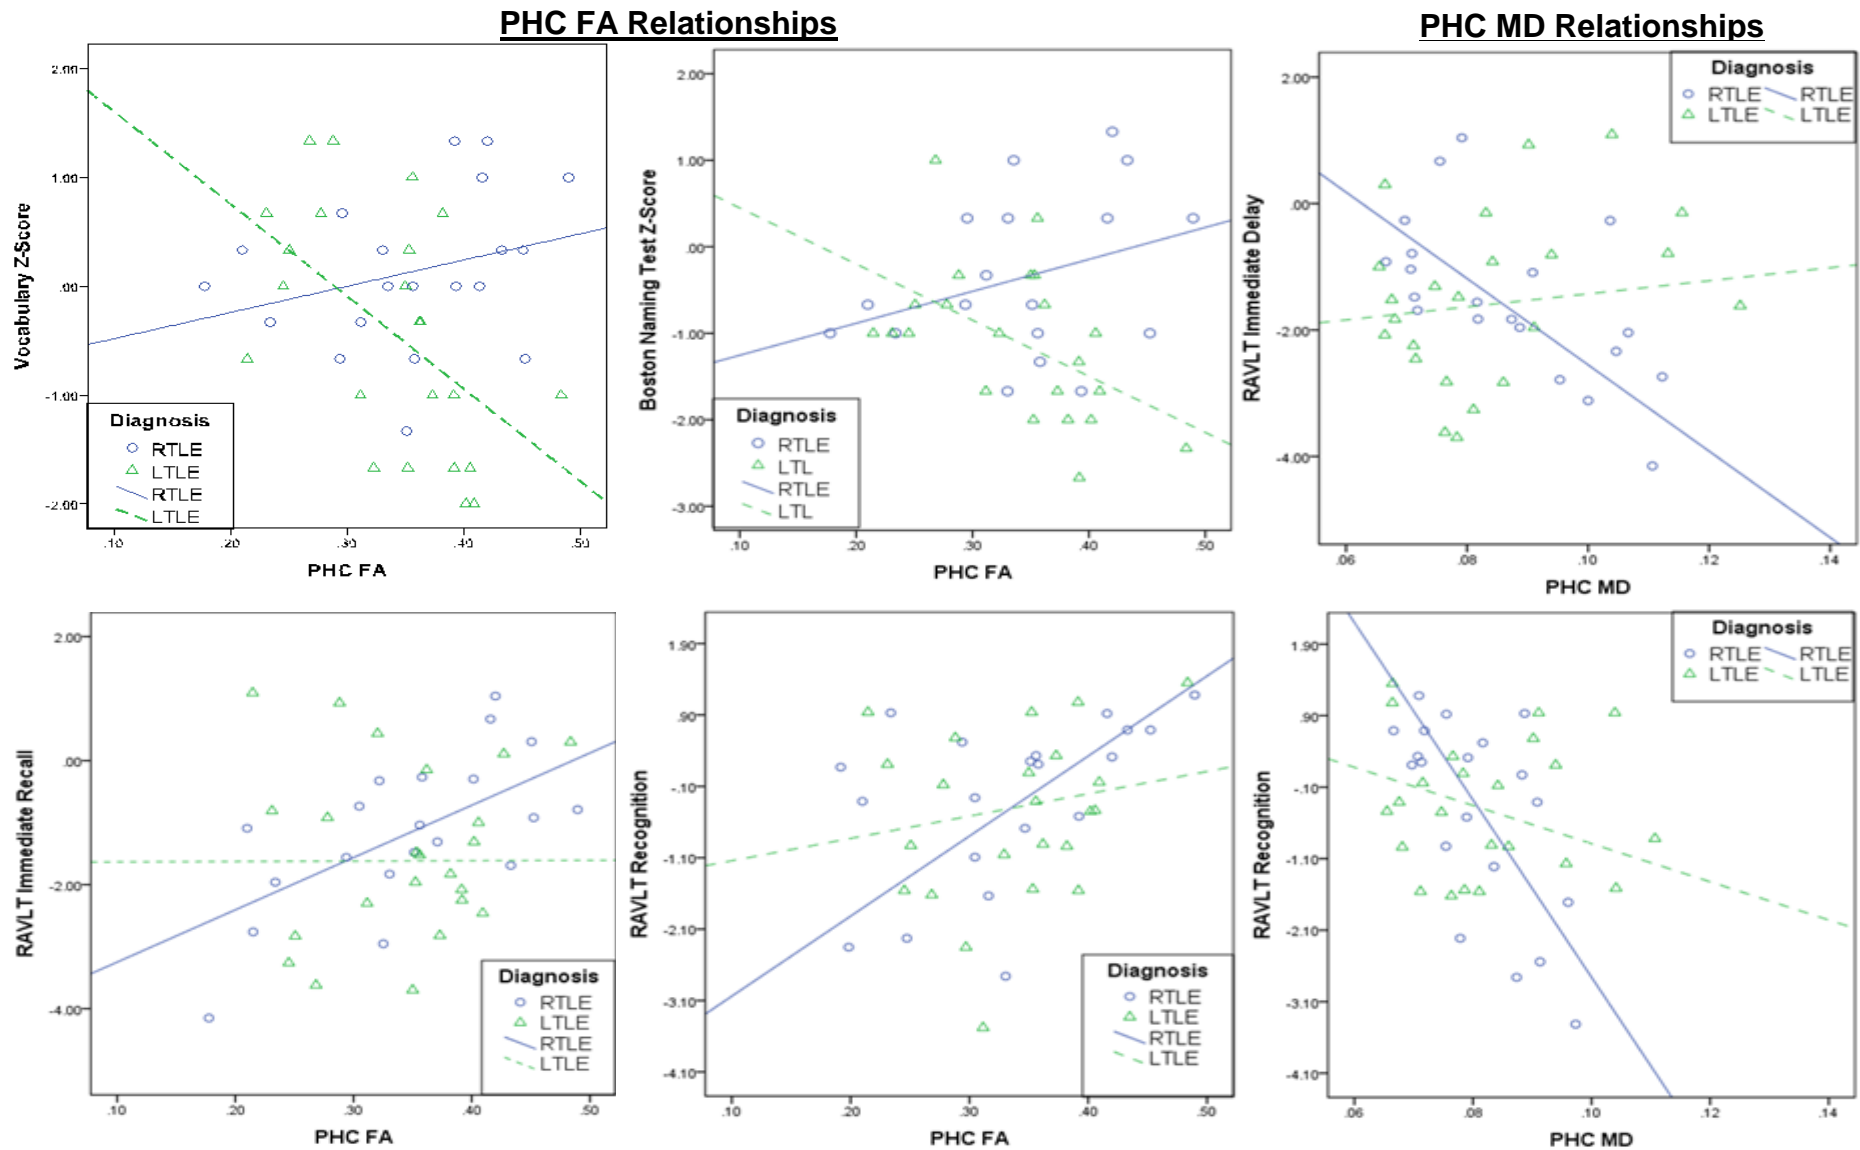 PHC FA Relationships
PHC MD Relationships
Vocabulary Z-Score
2.00
1.00
.00
-1.00
-2.00
Diagnosis
RTLE
LTLE
RTLE
LTLE
.10 .20 .30 .40 .50
PHC FA
Boston Naming Test Z-Score
2.00
1.00
.00
-1.00
-2.00
-3.00
Diagnosis
RTLE
LTL
RTLE
LTL
.10 .20 .30 .40 .50
PHC FA
RAVLT Immediate Delay
2.00
.00
-2.00
-4.00
Diagnosis
RTLE RTLE
LTLE LTLE
.06 .08 .10 .12 .14
PHC MD
RAVLT Immediate Recall
2.00
.00
-2.00
-4.00
Diagnosis
RTLE
LTLE
RTLE
LTLE
.10 .20 .30 .40 .50
PHC FA
RAVLT Recognition
1.90
.90
-.10
-1.10
-2.10
-3.10
-4.10
Diagnosis
RTLE
LTLE
RTLE
LTLE
.10 .20 .30 .40 .50
PHC FA
RAVLT Recognition
1.90
.90
-.10
-1.10
-2.10
-3.10
-4.10
Diagnosis
RTLE RTLE
LTLE LTLE
.06 .08 .10 .12 .14
PHC MD